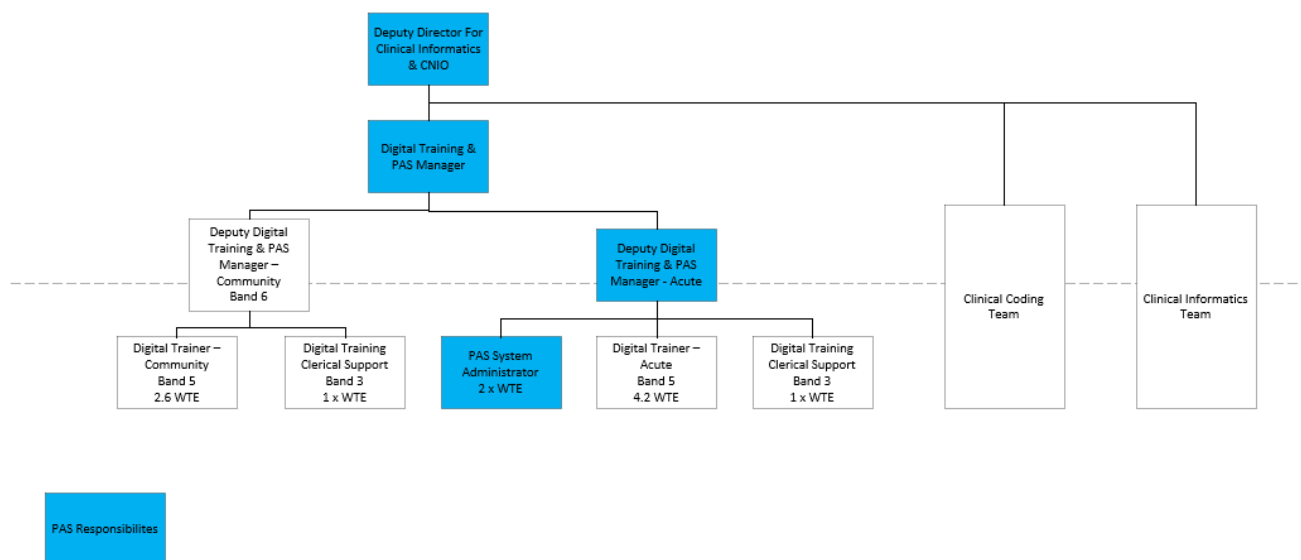 Deputy Director For
Clinical Informatics
& CNIO
Digital Training &
PAS Manager
Deputy Digital
Training & PAS
Manager –
Community
Band 6
Deputy Digital
Training & PAS
Manager - Acute
Clinical Coding
Team
Clinical Informatics
Team
Digital Trainer –
Community
Band 5
2.6 WTE
Digital Training
Clerical Support
Band 3
1 x WTE
PAS System
Administrator
2 x WTE
Digital Trainer –
Acute
Band 5
4.2 WTE
Digital Training
Clerical Support
Band 3
1 x WTE
PAS Responsibilites